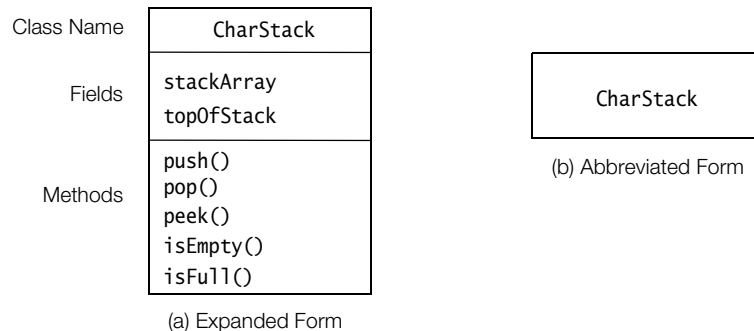 Class Name
CharStack
Fields
stackArray
topOfStack
Methods
push()
pop()
peek()
isEmpty()
isFull()
(a) Expanded Form
CharStack
(b) Abbreviated Form